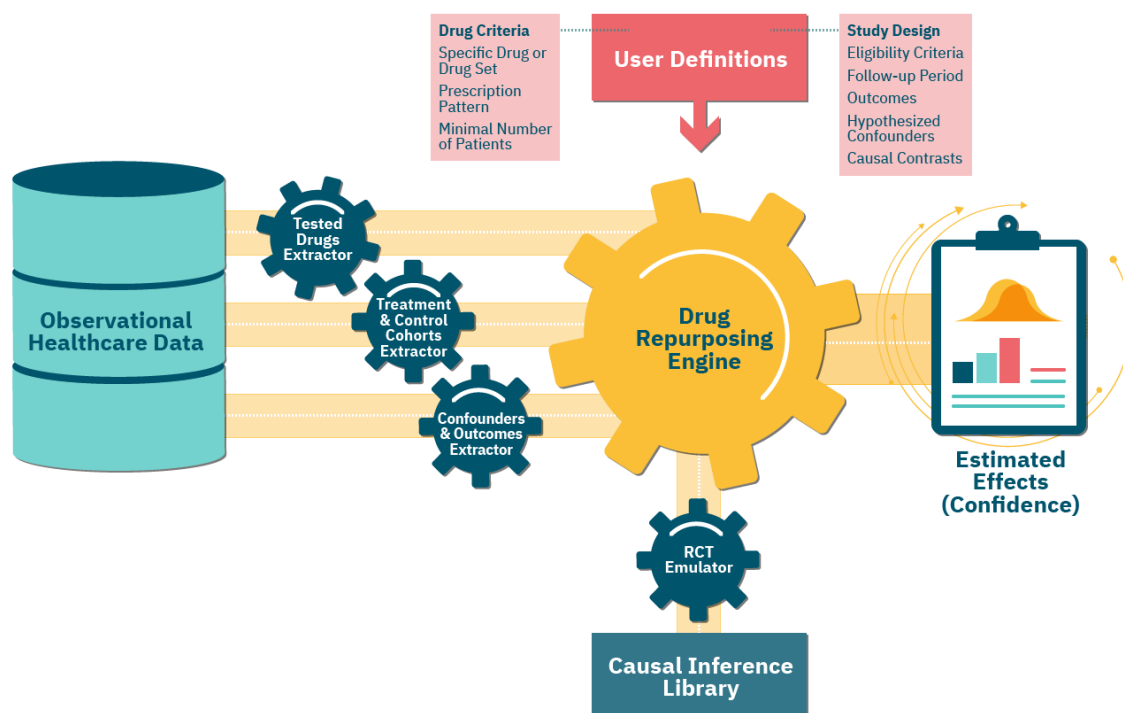 Drug Criteria
Specific Drug or
Drug Set
Prescription
Pattern
Minimal Number
of Patients
User Definitions
Study Design
Eligibility Criteria
Follow-up Period
Outcomes
Hypothesized
Confounders
Causal Contrasts
Observational
Healthcare Data
Tested
Drugs
Extractor
Treatment
& Control
Cohorts
Extractor
Confounders
& Outcomes
Extractor
Drug
Repurposing
Engine
Estimated
Effects
(Confidence)
RCT
Emulator
Causal Inference
Library